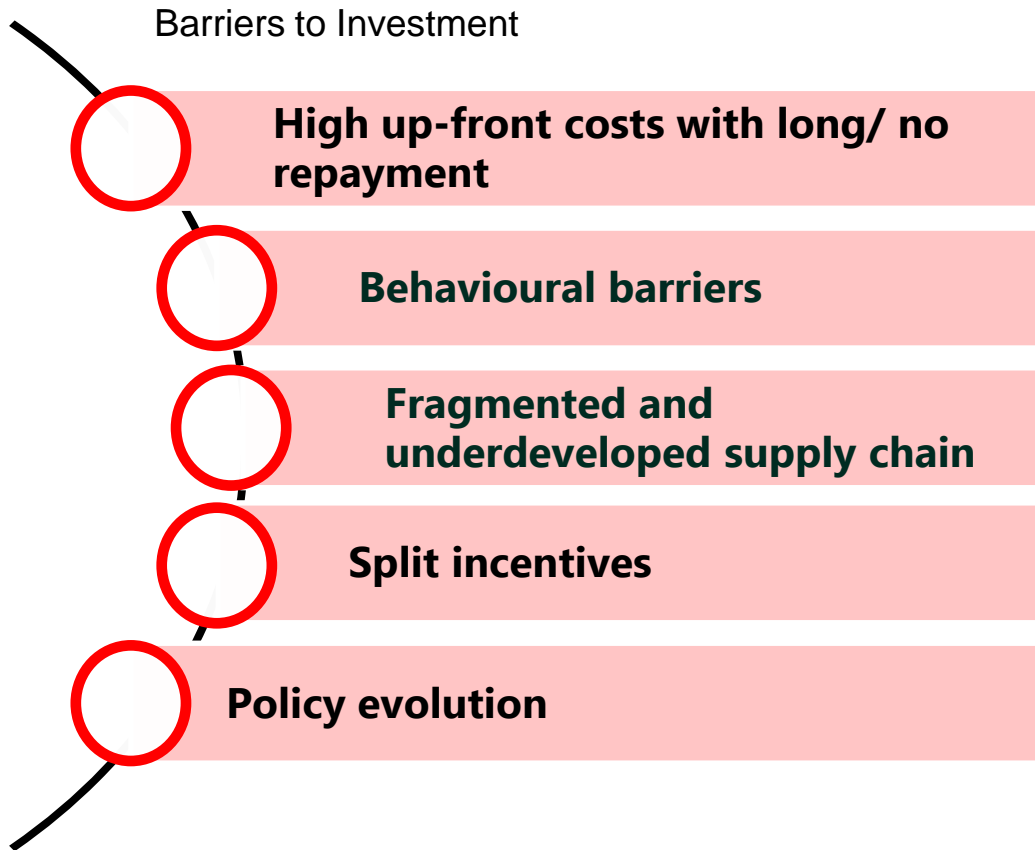 Barriers to Investment
High up-front costs with long/ no
repayment
Behavioural barriers
Fragmented and
underdeveloped supply chain
Split incentives
Policy evolution